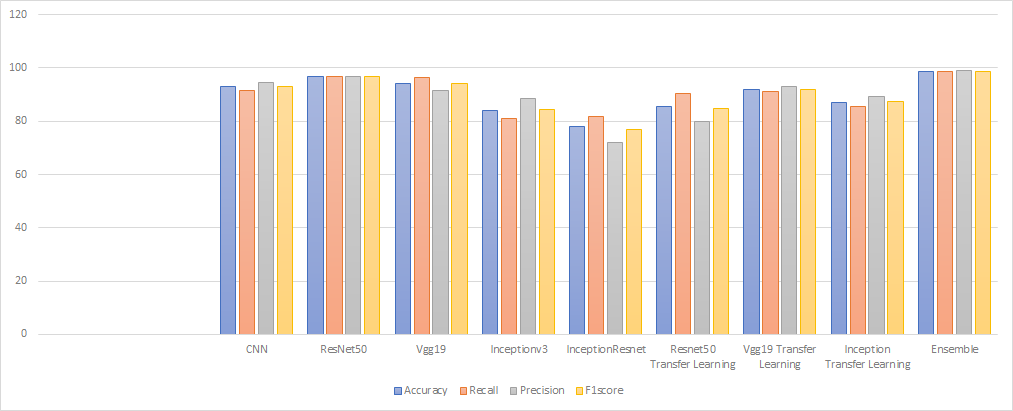 120
100
80
60
40
20
0
CNN ResNet50 Vgg19 Inceptionv3 InceptionResnet Resnet50 Vgg19 Transfer Inception Ensemble
Transfer Learning Learning Transfer Learning
Accuracy Recall Precision F1score